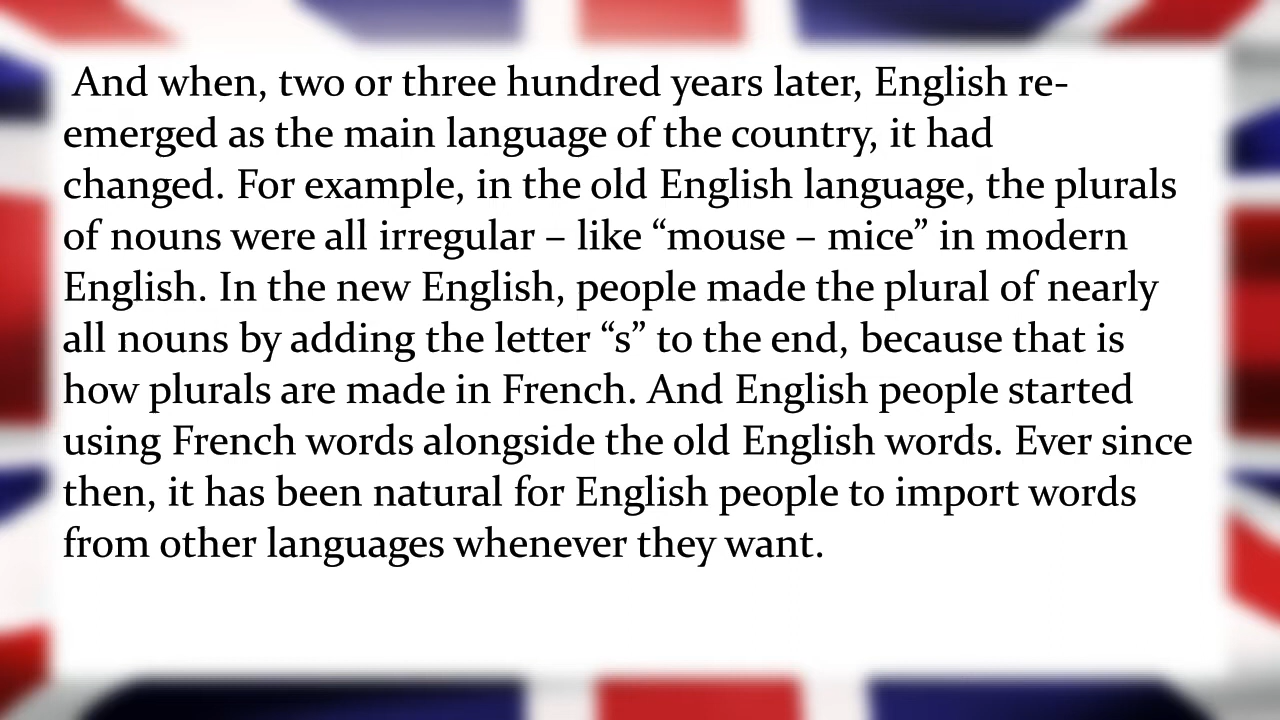 And when, two or three hundred years later, English re-
emerged as the main language of the country, it had
changed. For example, in the old English language, the plurals
of nouns were all irregular – like “mouse – mice” in modern
English. In the new English, people made the plural of nearly
all nouns by adding the letter “s” to the end, because that is
how plurals are made in French. And English people started
using French words alongside the old English words. Ever since
then, it has been natural for English people to import words
from other languages whenever they want.